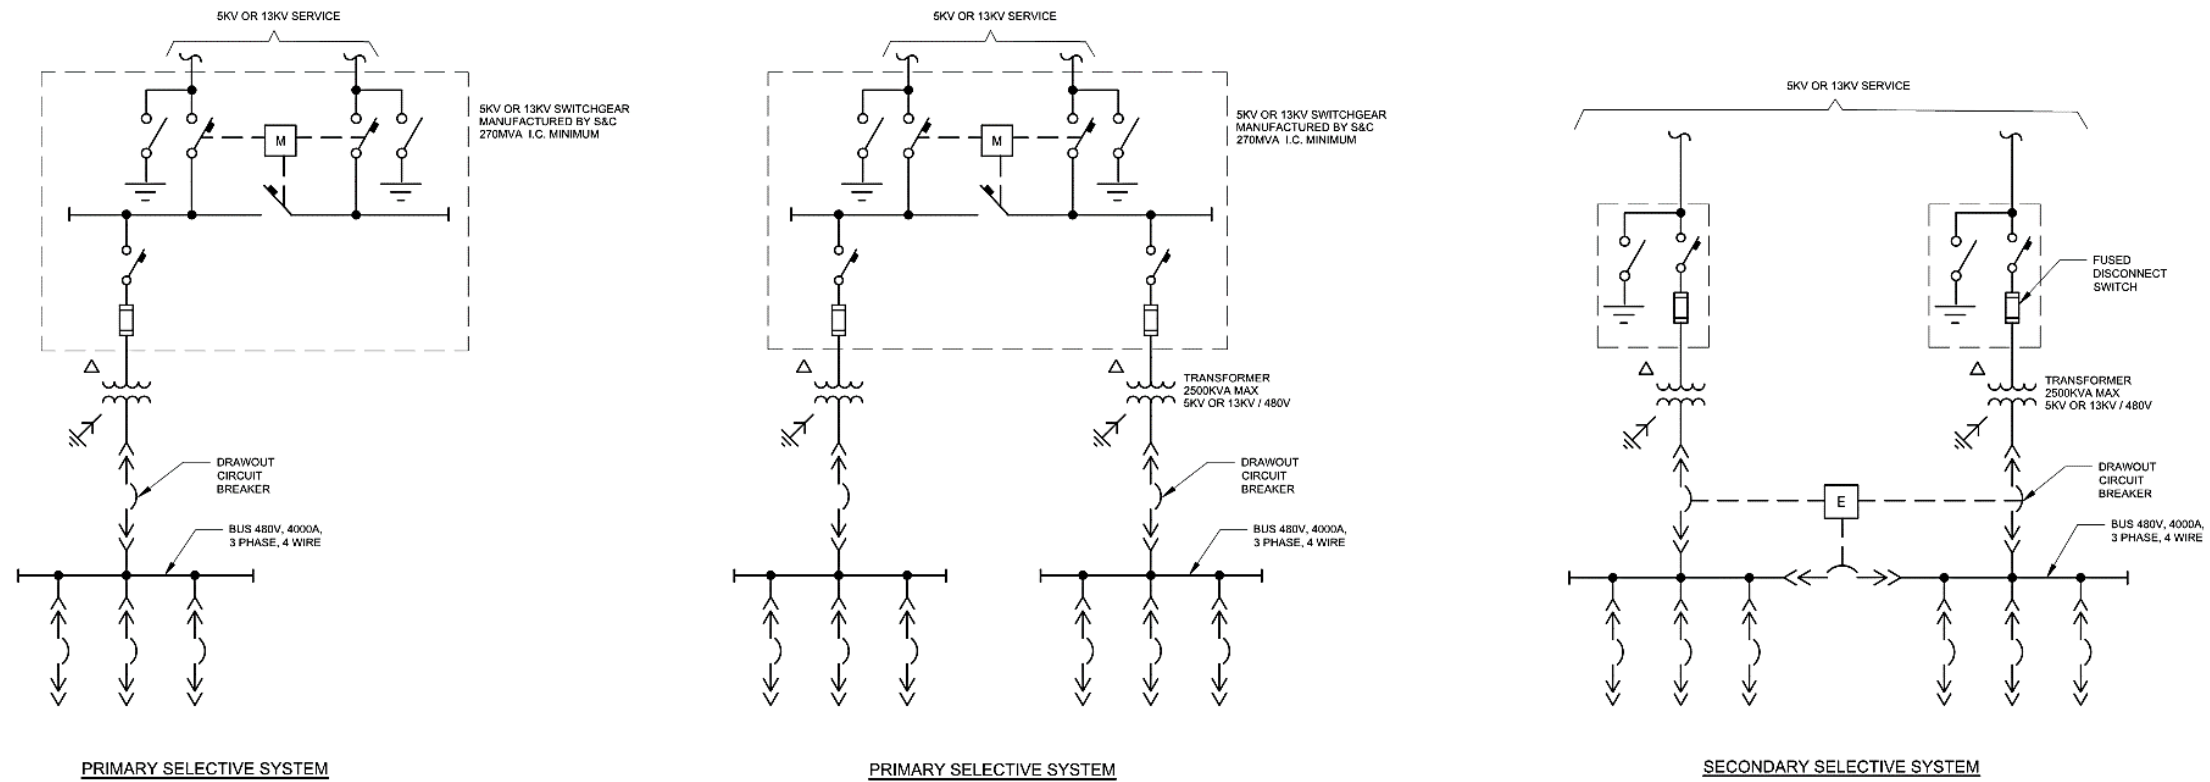 5KV OR 13KV SERVICE
5KV OR 13KV SWITCHGEAR
MANUFACTURED BY S&C
270MVA I.C. MINIMUM
M
DRAWOUT
CIRCUIT
BREAKER
BUS 480V, 4000A,
3 PHASE, 4 WIRE
PRIMARY SELECTIVE SYSTEM
5KV OR 13KV SERVICE
5KV OR 13KV SWITCHGEAR
MANUFACTURED BY S&C
270MVA I.C. MINIMUM
M
TRANSFORMER
2500KVA MAX
5KV OR 13KV / 480V
DRAWOUT
CIRCUIT
BREAKER
BUS 480V, 4000A,
3 PHASE, 4 WIRE
PRIMARY SELECTIVE SYSTEM
5KV OR 13KV SERVICE
FUSED
DISCONNECT
SWITCH
TRANSFORMER
2500KVA MAX
5KV OR 13KV / 480V
DRAWOUT
CIRCUIT
BREAKER
E
BUS 480V, 4000A,
3 PHASE, 4 WIRE
SECONDARY SELECTIVE SYSTEM